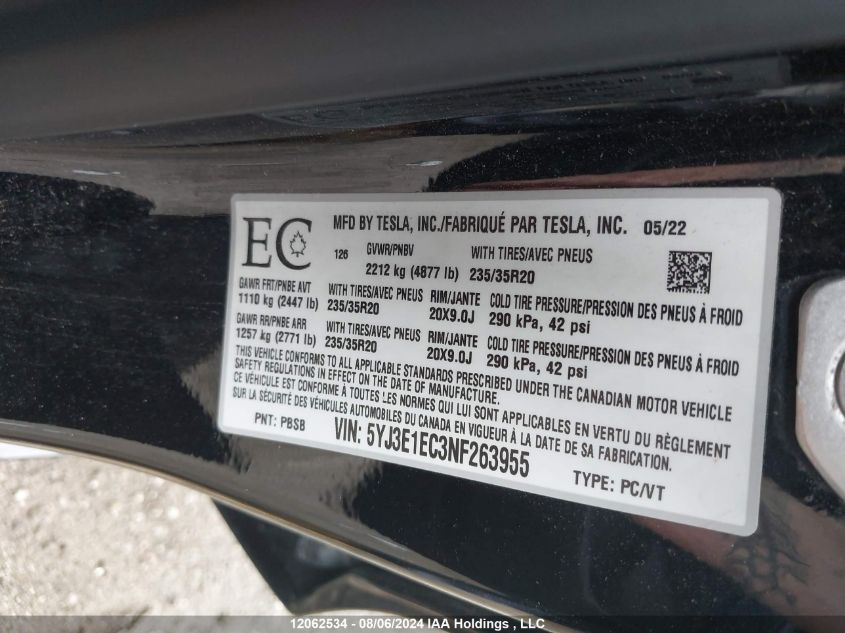 EC
MFD BY TESLA, INC./FABRIQUÉ PAR TESLA, INC. 05/22
126 GVWR/PNBV WITH TIRES/AVEC PNEUS
2212 kg (4877 lb) 235/35R20
GAWR FRT/PNBE AVT WITH TIRES/AVEC PNEUS RIM/JANTE COLD TIRE PRESSURE/PRESSION DES PNEUS À FROID
1110 kg (2447 lb) 235/35R20 20X9.0J 290 kPa, 42 psi
GAWR RR/PNBE ARR WITH TIRES/AVEC PNEUS RIM/JANTE COLD TIRE PRESSURE/PRESSION DES PNEUS À FROID
1257 kg (2771 lb) 235/35R20 20X9.0J 290 kPa, 42 psi
THIS VEHICLE CONFORMS TO ALL APPLICABLE STANDARDS PRESCRIBED UNDER THE CANADIAN MOTOR VEHICLE
SAFETY REGULATIONS IN EFFECT ON THE DATE OF MANUFACTURE.
CE VÉHICULE EST CONFORME À TOUTES LES NORMES QUI LUI SONT APPLICABLES EN VERTU DU RÈGLEMENT
SUR LA SÉCURITÉ DES VÉHICULES AUTOMOBILES DU CANADA EN VIGUEUR À LA DATE DE SA FABRICATION.
PNT: PBSB VIN: 5YJ3E1EC3NF263955 TYPE: PC/VT
12062534 - 08/06/2024 IAA Holdings, LLC.